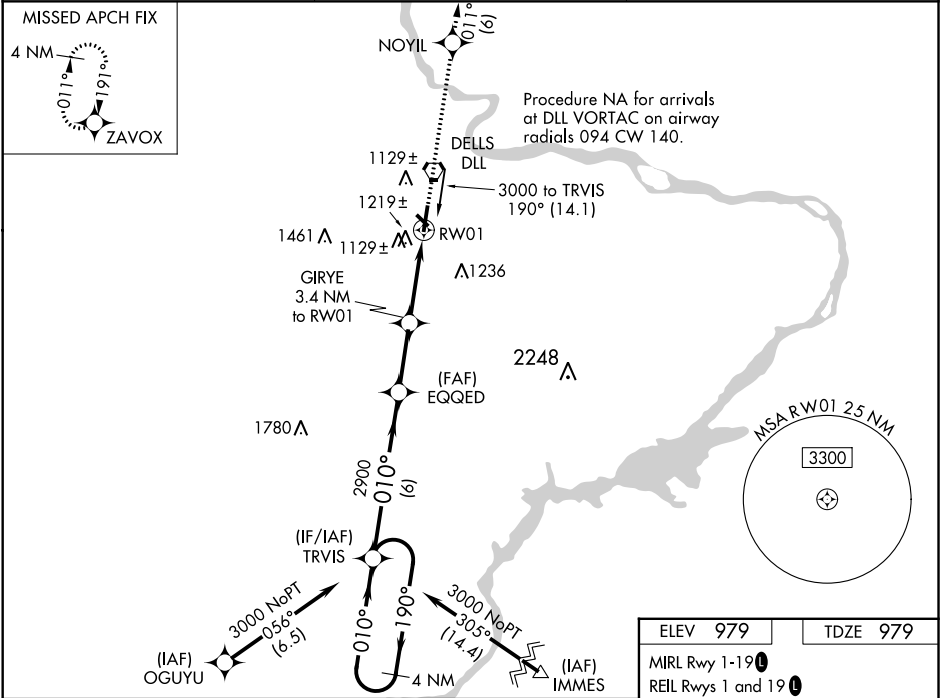 MISSED APCH FIX
4 NM
011°
191°
ZAVOX
NOYIL
011°
(6)
Procedure NA for arrivals
at DLL VORTAC on airway
radials 094 CW 140.
DELLS
DLL
1129±
3000 to TRVIS
190° (14.1)
1219±
1461
1129±
RW01
1236
GIRYE
3.4 NM
to RW01
2248
(FAF)
EQQED
1780
MSA RW01 25 NM
3300
2900
010°
(6)
(IF/IAF)
TRVIS
3000 NoPT
056°
(6.5)
010°
190°
3000 NoPT
305°
(14.4)
(IAF)
OGUYU
4 NM
(IAF)
IMMES
ELEV 979
TDZE 979
MIRL Rwy 1-19 L
REIL Rwys 1 and 19 L